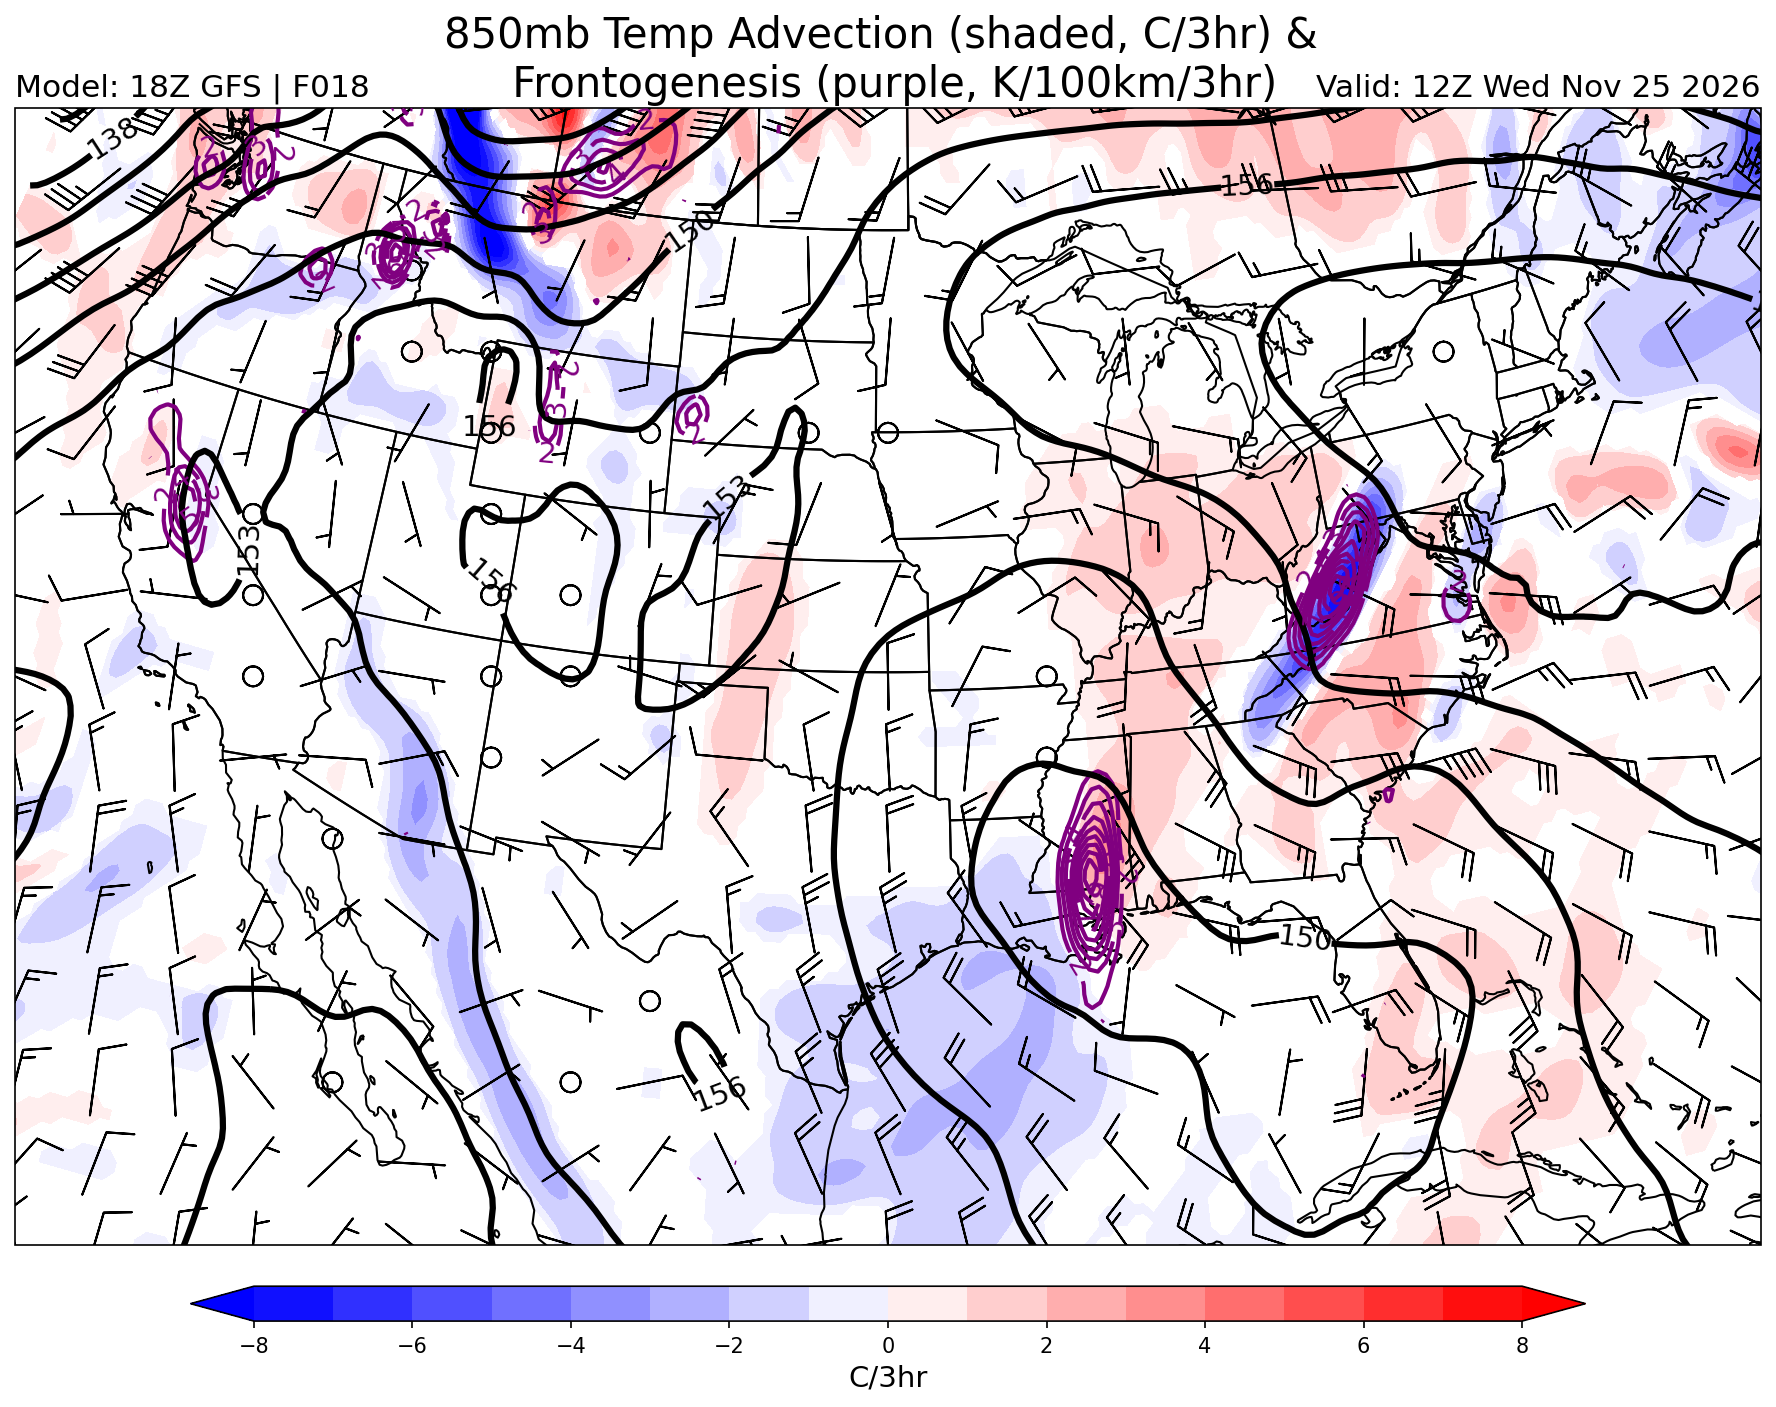 850mb Temp Advection (shaded, C/3hr) &
Frontogenesis (purple, K/100km/3hr)
Model: 18Z GFS | F018
Valid: 12Z Wed Nov 25 2026
138
150
156
156
153
153
156
150
156
−8 −6 −4 −2 0 2 4 6 8
C/3hr